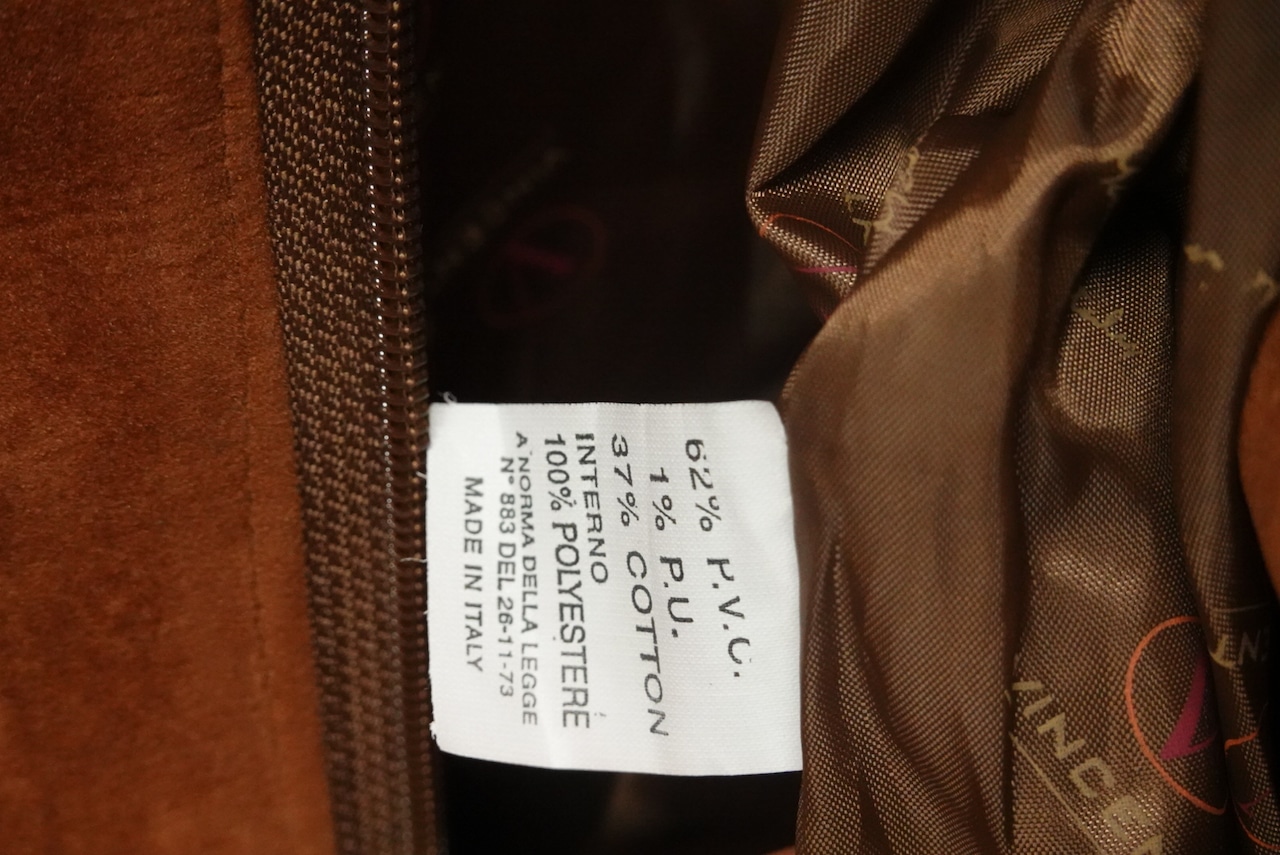 62% P.V.C.
1% P.U.
37% COTTON
INTERNO
100% POLYESTERE
A NORMA DELLA LEGGE
N° 883 DEL 26-11-73
MADE IN ITALY